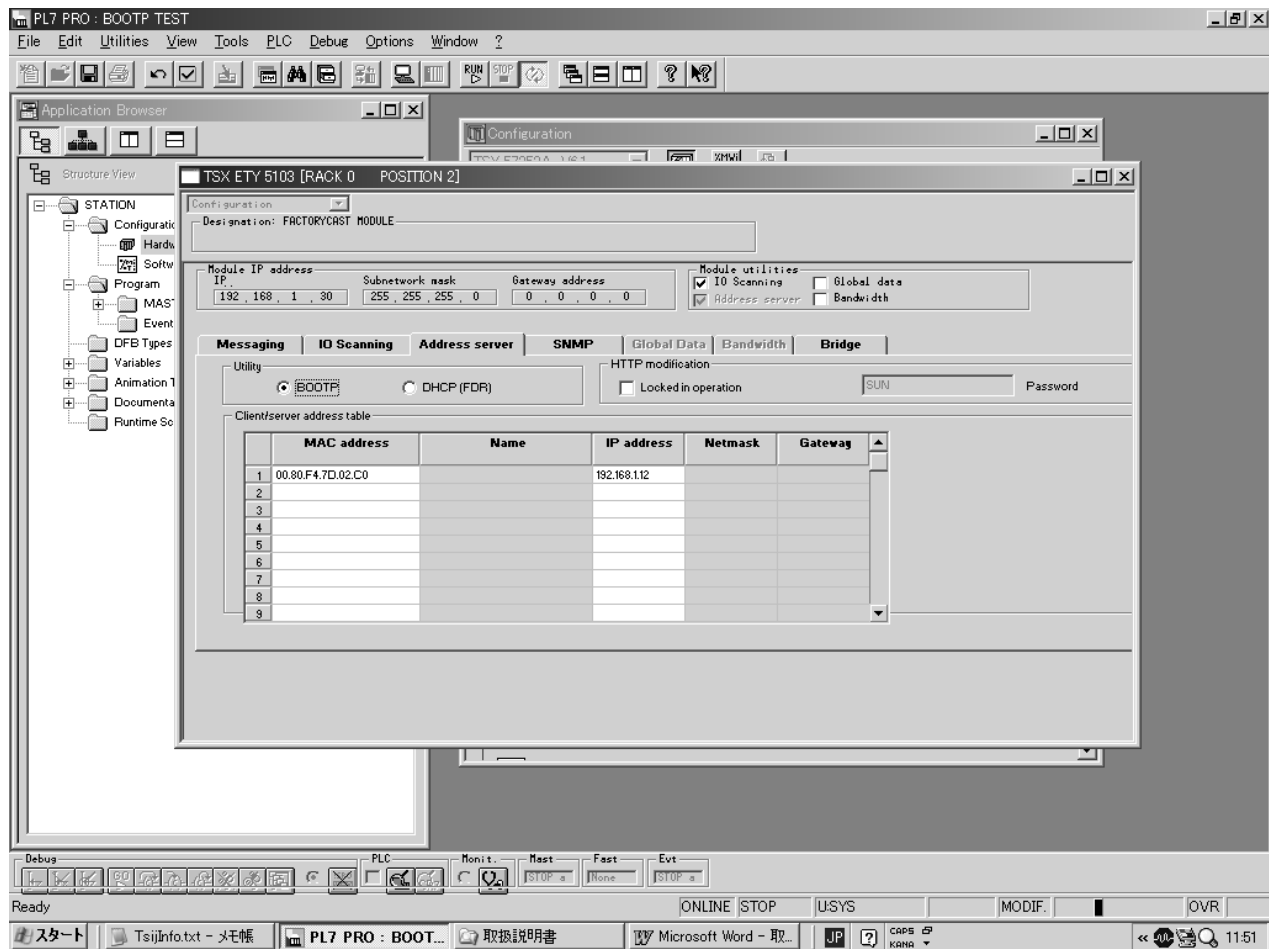 PL7 PRO : BOOTP TEST
File Edit Utilities View Tools PLC Debug Options Window ?
RUN STOP
Application Browser
Configuration
Structure View
TSX ETY 5103 [RACK 0 POSITION 2]
Configuration
Designation: FACTORYCAST MODULE
STATION
Configuratio
Hardw
Softw
Program
MAST
Event
DFB Types
Variables
Animation T
Documenta
Runtime Sc
Module IP address
IP
Subnetwork mask
Gateway address
192 . 168 . 1 . 30
255 . 255 . 255 . 0
0 . 0 . 0 . 0
Module utilities
IO Scanning
Global data
Address server
Bandwidth
Messaging IO Scanning Address server SNMP Global Data Bandwidth Bridge
Utility
BOOTP
DHCP (FDR)
HTTP modification
Locked in operation
SUN
Password
Client/server address table
MAC address Name IP address Netmask Gateway
1 00.80.F4.7D.02.C0 192.168.1.12
2
3
4
5
6
7
8
9
Debug
PLC
Monit.
Mast
Fast
Evt
GO
STOP a
None
STOP a
Ready
ONLINE STOP
U:SYS
MODIF.
OVR
スタート
TsijInfo.txt - メモ帳
PL7 PRO : BOOT...
取扱説明書
Microsoft Word - 取...
JP
CAPS
KANA
11:51